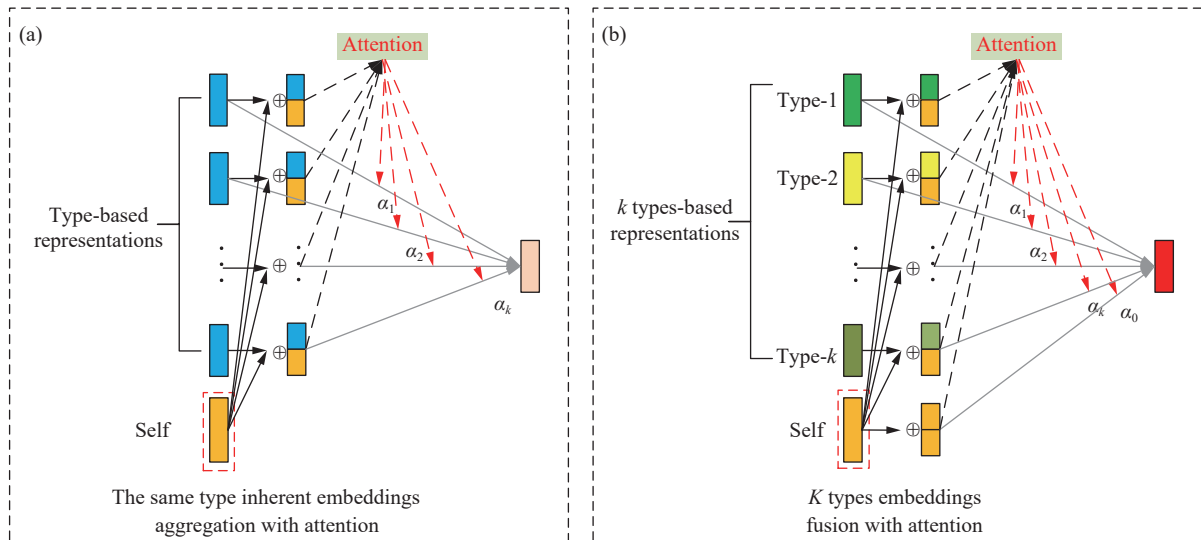 (a)
Attention
Type-based
representations
α1
α2
αk
Self
The same type inherent embeddings
aggregation with attention
(b)
Attention
Type-1
Type-2
k types-based
representations
α1
α2
αk
α0
Type-k
Self
K types embeddings
fusion with attention